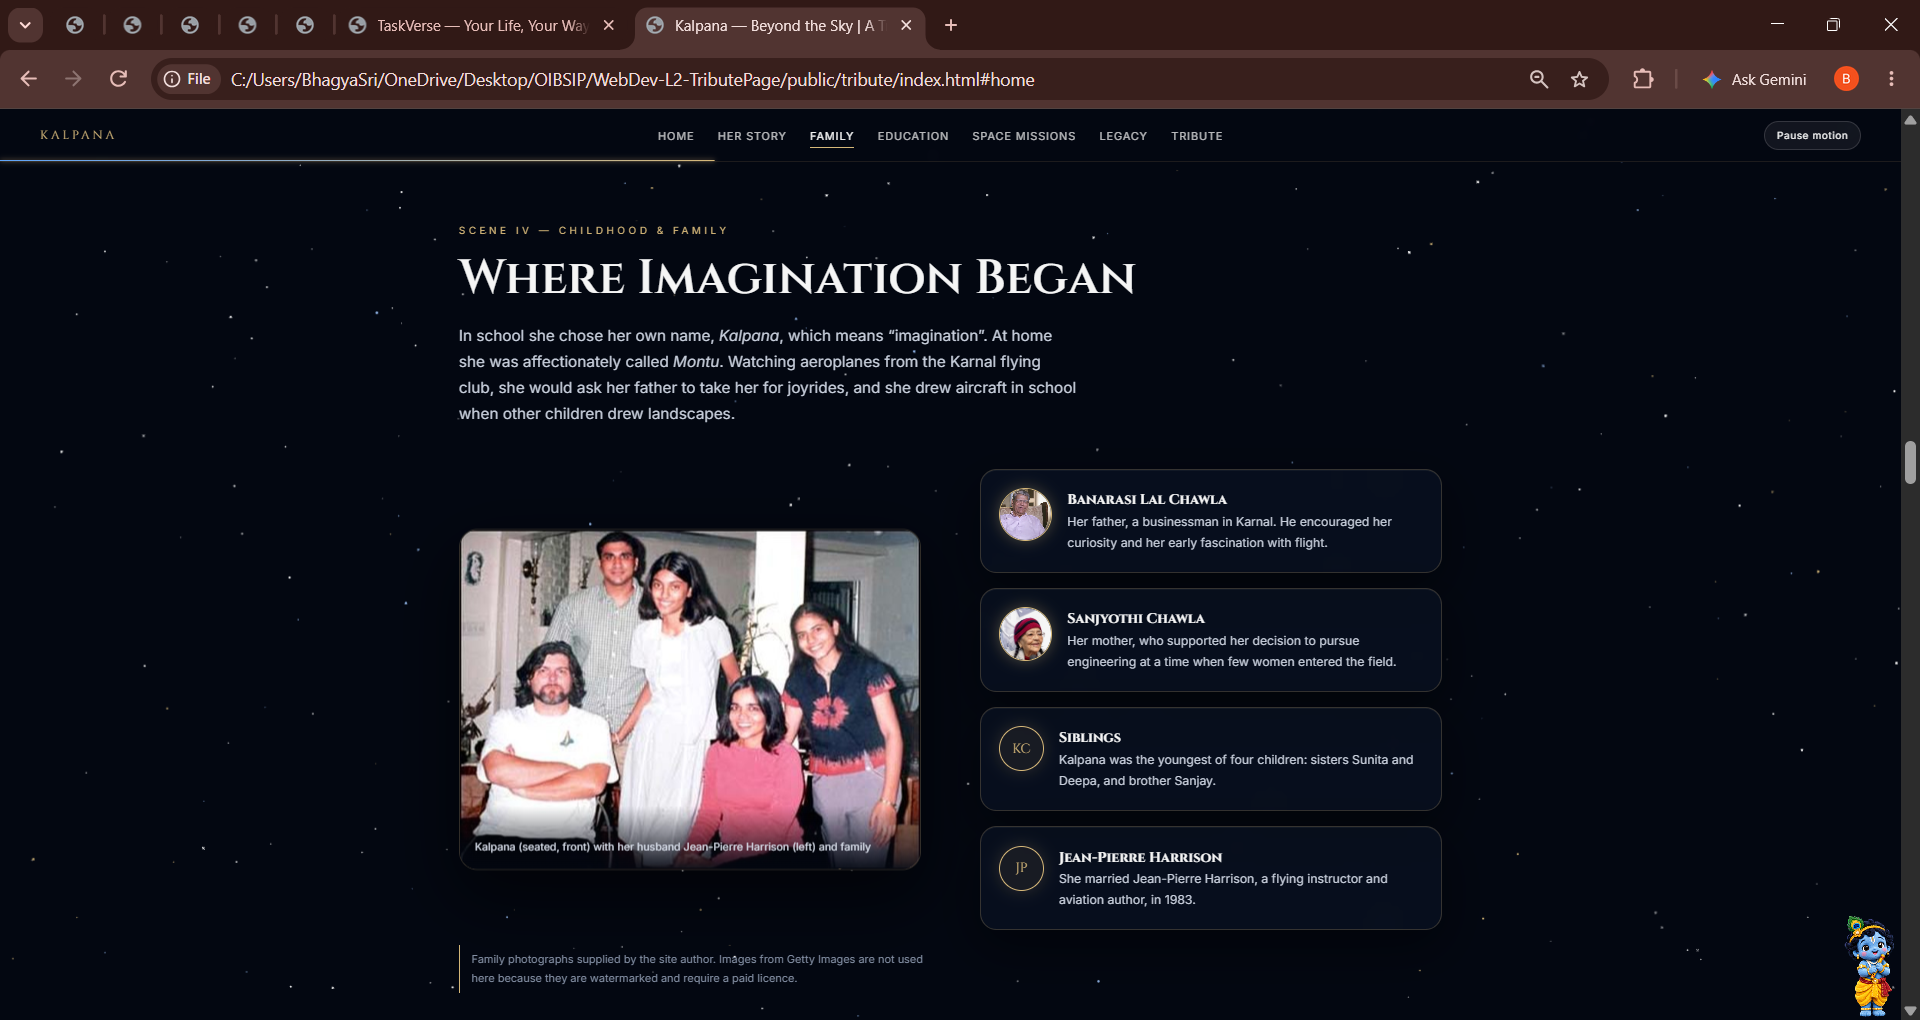 TaskVerse — Your Life, Your Way
Kalpana — Beyond the Sky | A T
File
C:/Users/BhagyaSri/OneDrive/Desktop/OIBSIP/WebDev-L2-TributePage/public/tribute/index.html#home
Ask Gemini
B
KALPANA
HOME
HER STORY
FAMILY
EDUCATION
SPACE MISSIONS
LEGACY
TRIBUTE
Pause motion
SCENE IV — CHILDHOOD & FAMILY
WHERE IMAGINATION BEGAN
In school she chose her own name, Kalpana, which means “imagination”. At home
she was affectionately called Montu. Watching aeroplanes from the Karnal flying
club, she would ask her father to take her for joyrides, and she drew aircraft in school
when other children drew landscapes.
Kalpana (seated, front) with her husband Jean-Pierre Harrison (left) and family
BANARASI LAL CHAWLA
Her father, a businessman in Karnal. He encouraged her
curiosity and her early fascination with flight.
SANJYOTHI CHAWLA
Her mother, who supported her decision to pursue
engineering at a time when few women entered the field.
KC
SIBLINGS
Kalpana was the youngest of four children: sisters Sunita and
Deepa, and brother Sanjay.
JP
JEAN-PIERRE HARRISON
She married Jean-Pierre Harrison, a flying instructor and
aviation author, in 1983.
Family photographs supplied by the site author. Images from Getty Images are not used
here because they are watermarked and require a paid licence.